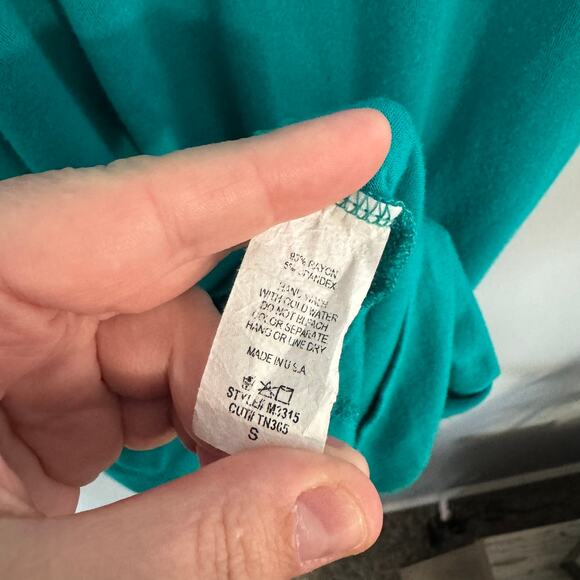 95% RAYON
5% SPANDEX
HAND WASH
WITH COLD WATER
DO NOT BLEACH
COLOR SEPARATE
HANG OR LINE DRY
MADE IN U.S.A
STYLE# M3315
CUT# TN365
S